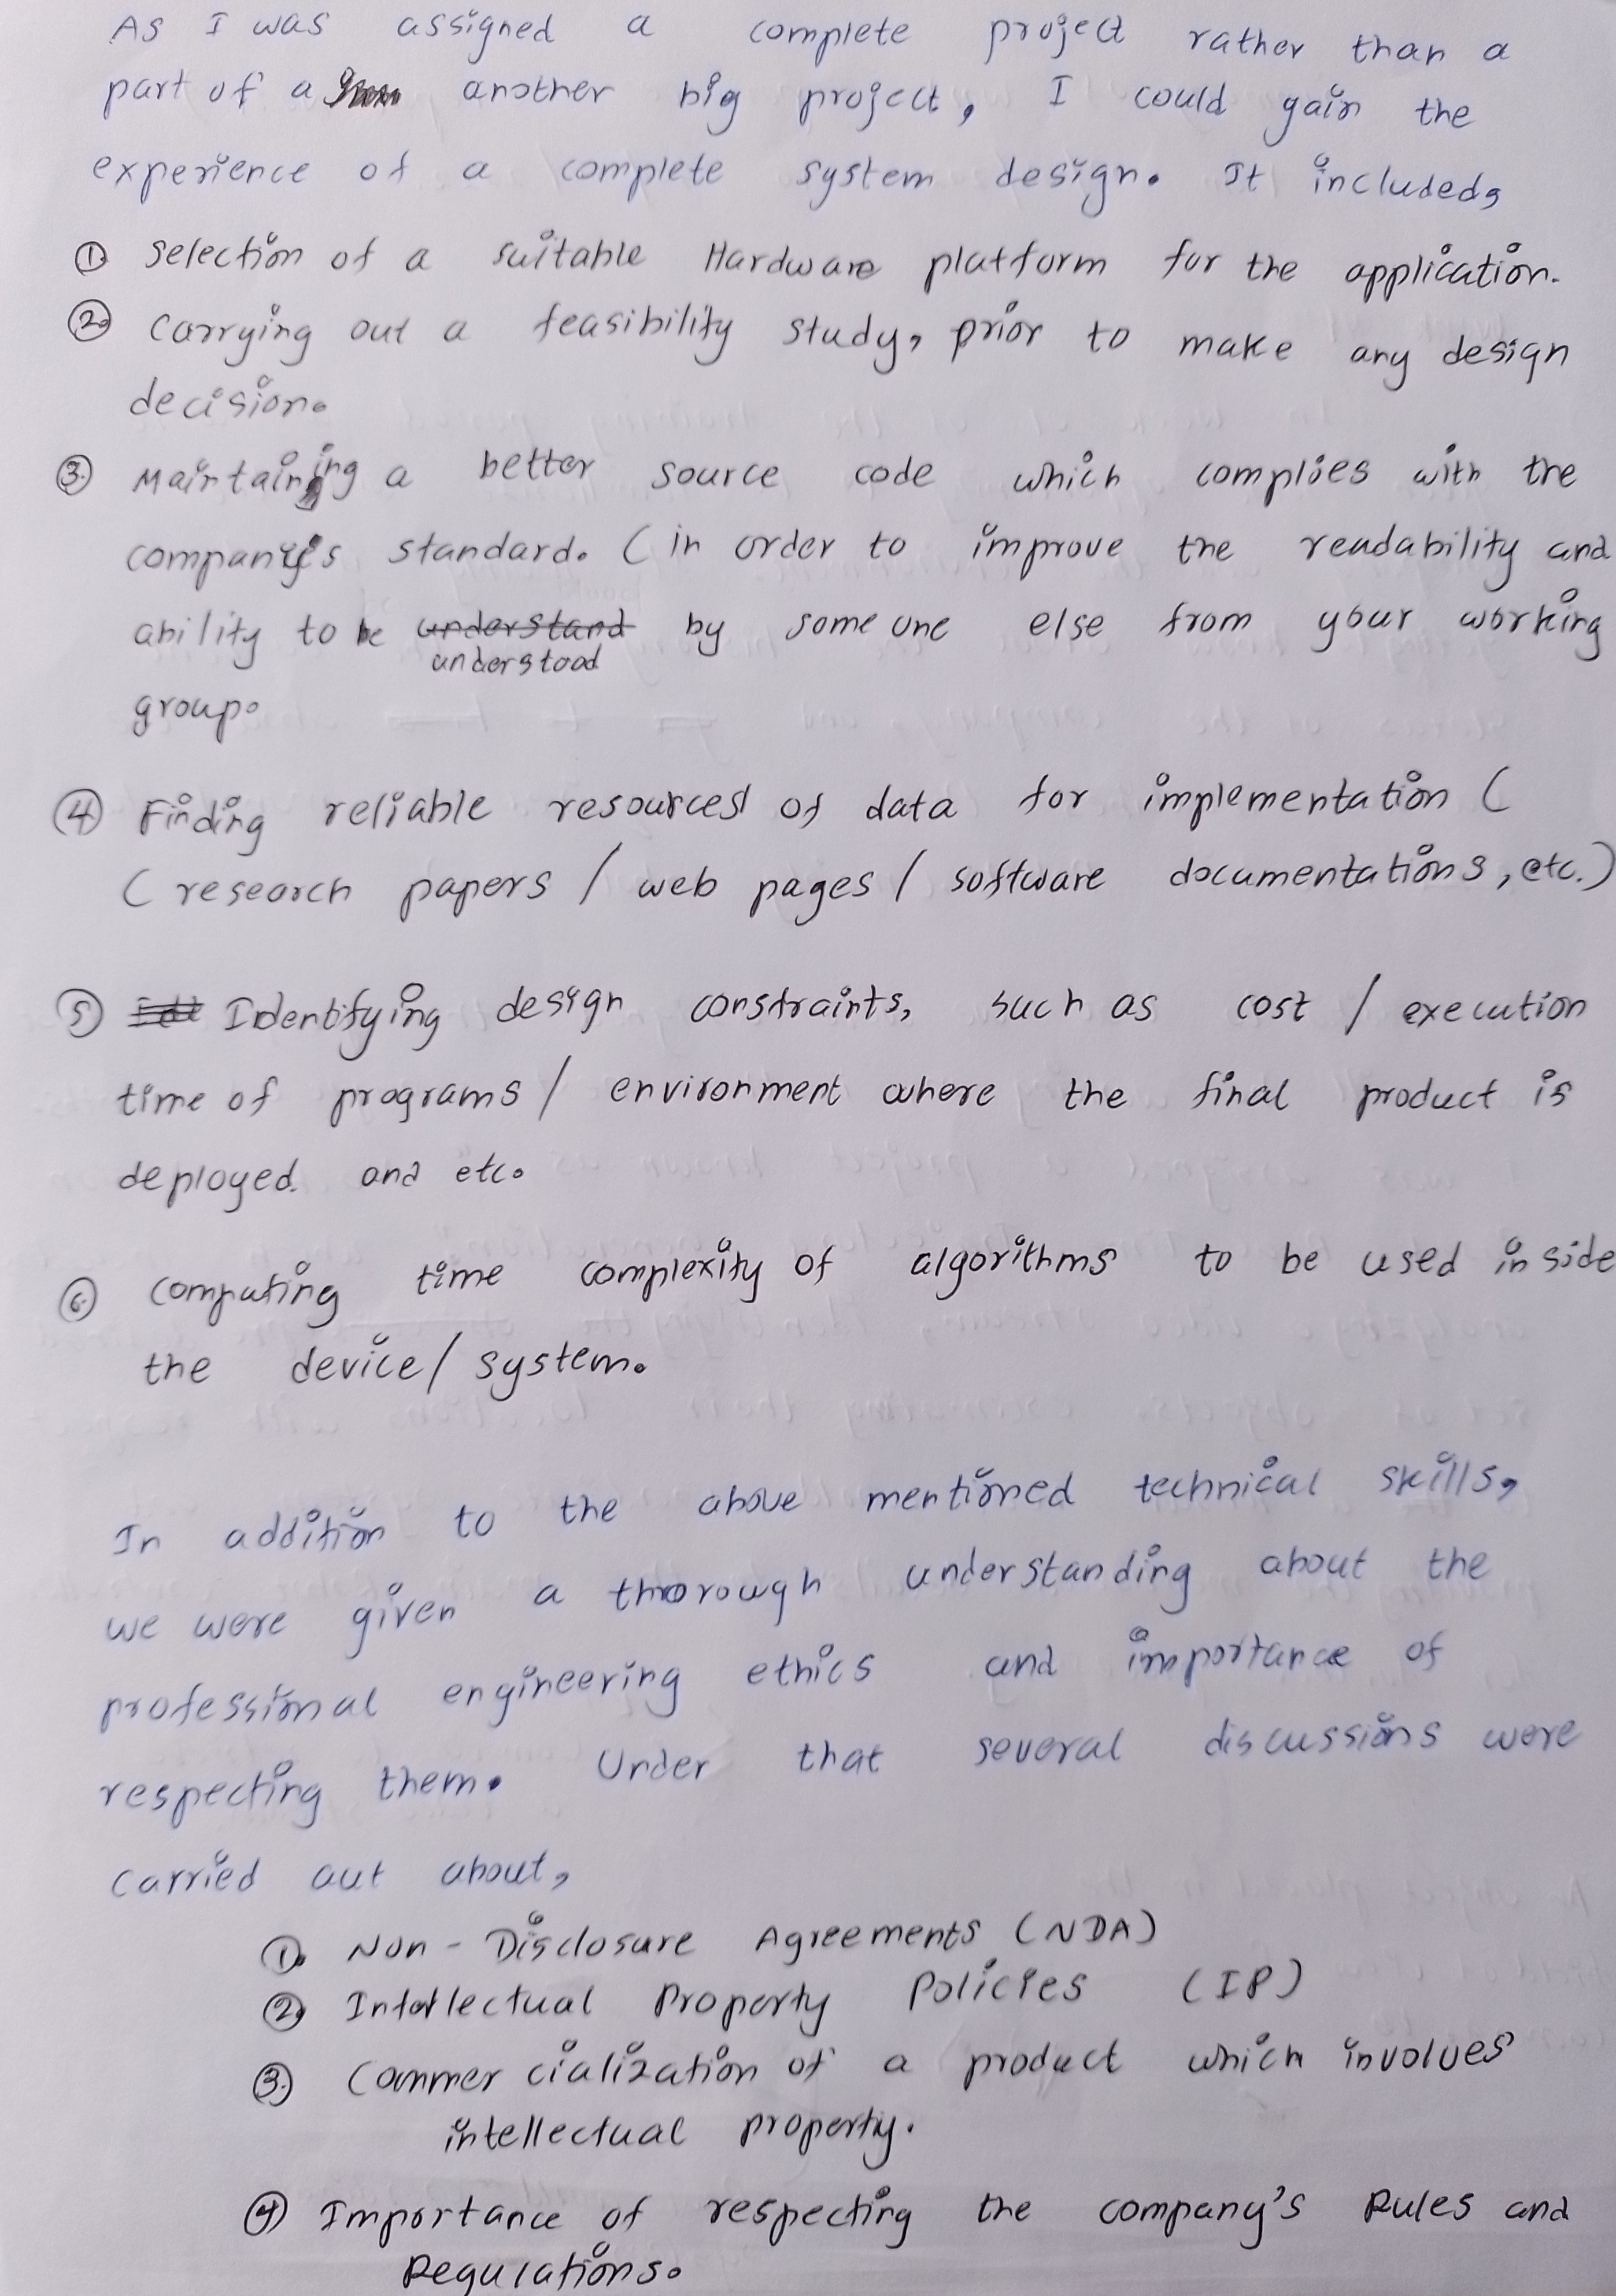 As I was assigned a complete project rather than a
part of a another big project, I could gain the
experience of a complete system design. It included,
① Selection of a suitable Hardware platform for the application.
② Carrying out a feasibility study, prior to make any design
decision.
③ Maintaining a better source code which complies with the
company's standard. (in order to improve the readability and
ability to be understand by some one else from your working
understood
group.
④ Finding reliable resources of data for implementation (
(research papers / web pages / software documentations, etc.)
⑤ Identifying design constraints, such as cost / execution
time of programs / environment where the final product is
deployed. and etc.
⑥ Computing time complexity of algorithms to be used inside
the device / system.
In addition to the above mentioned technical skills,
we were given a thorough understanding about the
professional engineering ethics and importance of
respecting them. Under that several discussions were
carried out about,
① Non - Disclosure Agreements (NDA)
② Intellectual Property Policies (IP)
③ Commercialization of a product which involves
intellectual property.
④ Importance of respecting the company's Rules and
Regulations.